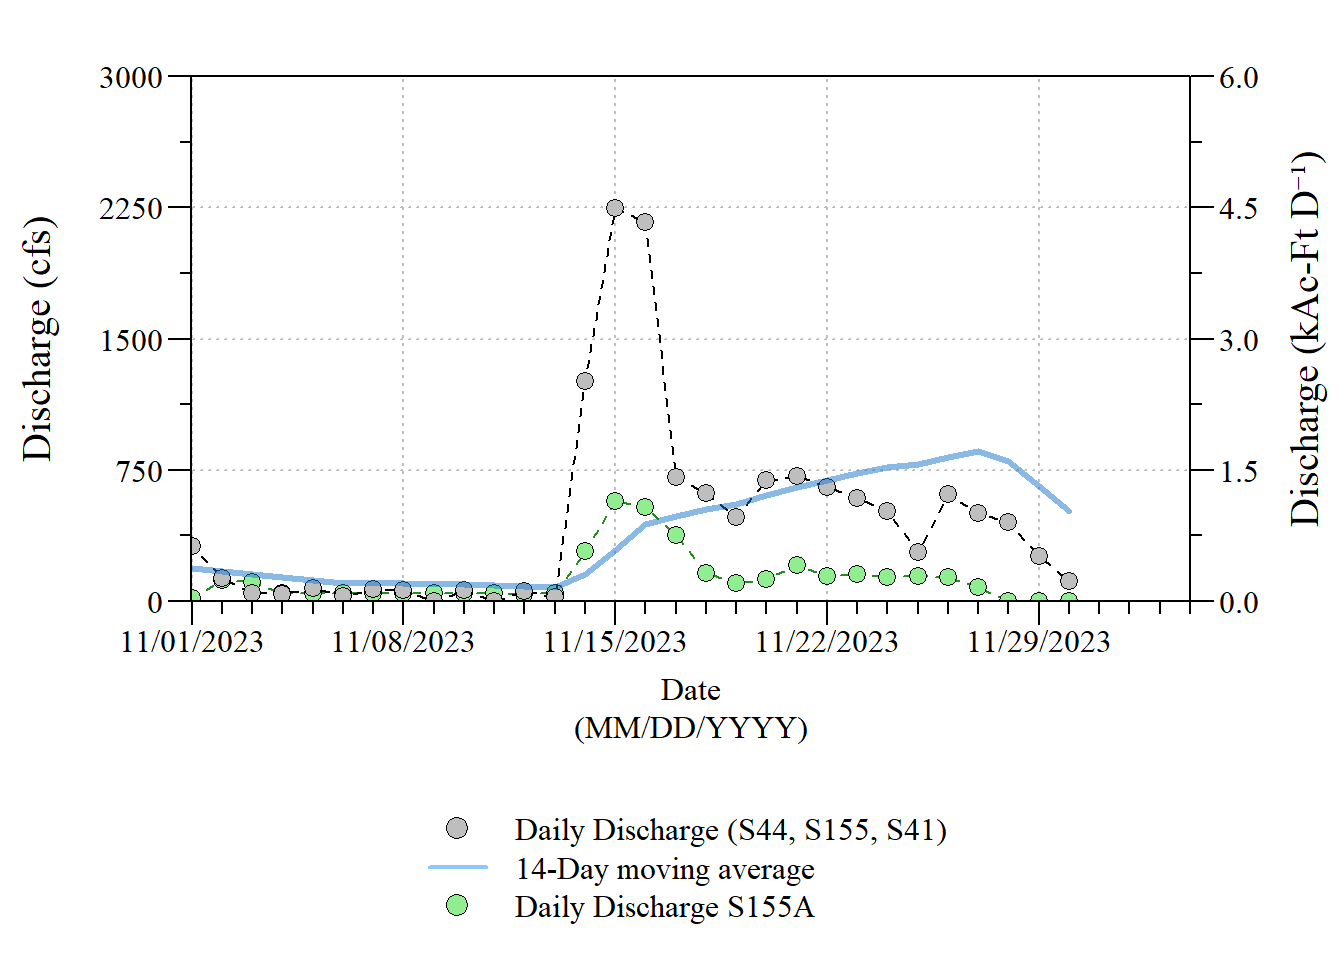 3000
2250
1500
750
0
Discharge (cfs)
6.0
4.5
3.0
1.5
0.0
Discharge (kAc-Ft D⁻¹)
11/01/2023 11/08/2023 11/15/2023 11/22/2023 11/29/2023
Date
(MM/DD/YYYY)
Daily Discharge (S44, S155, S41)
14-Day moving average
Daily Discharge S155A